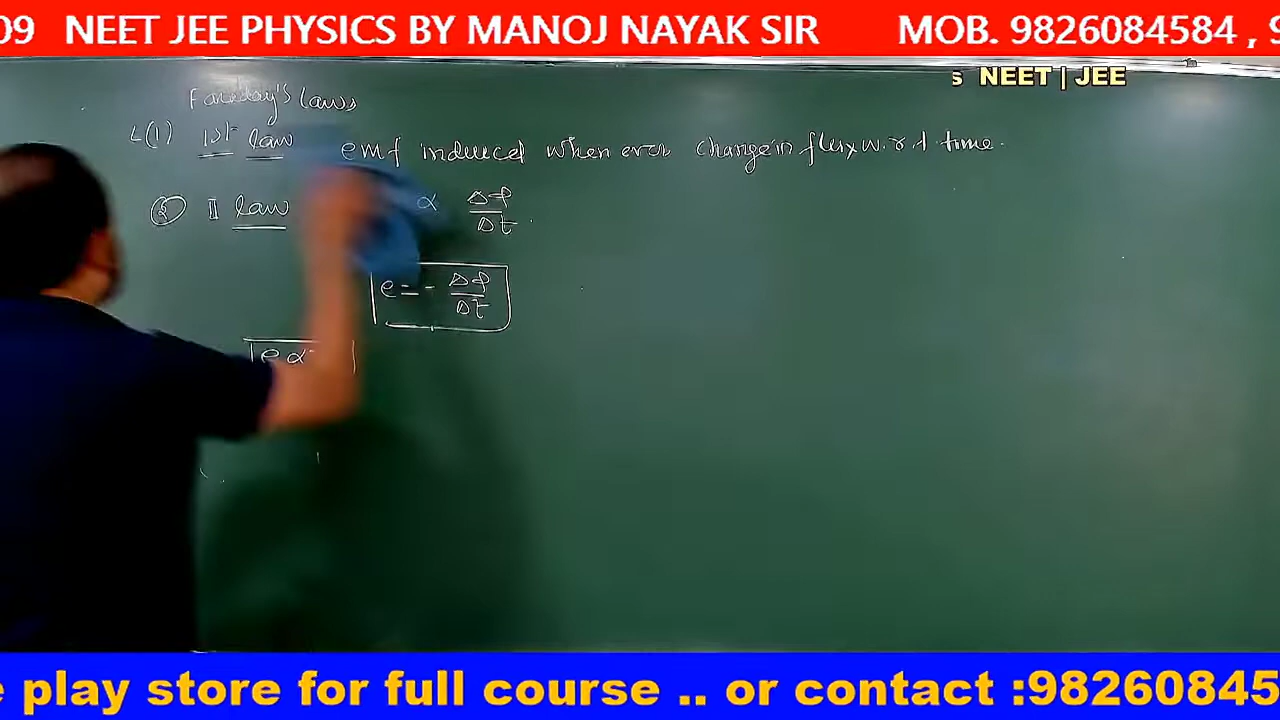 09 NEET JEE PHYSICS BY MANOJ NAYAK SIR MOB. 9826084584 , 9
s NEET | JEE
Faraday's laws
(1) 1st law emf induced when ever change in flux w.r.t time.
(2) II law α Δφ/Δt.
e = - Δφ/Δt
e α
e play store for full course .. or contact :98260845